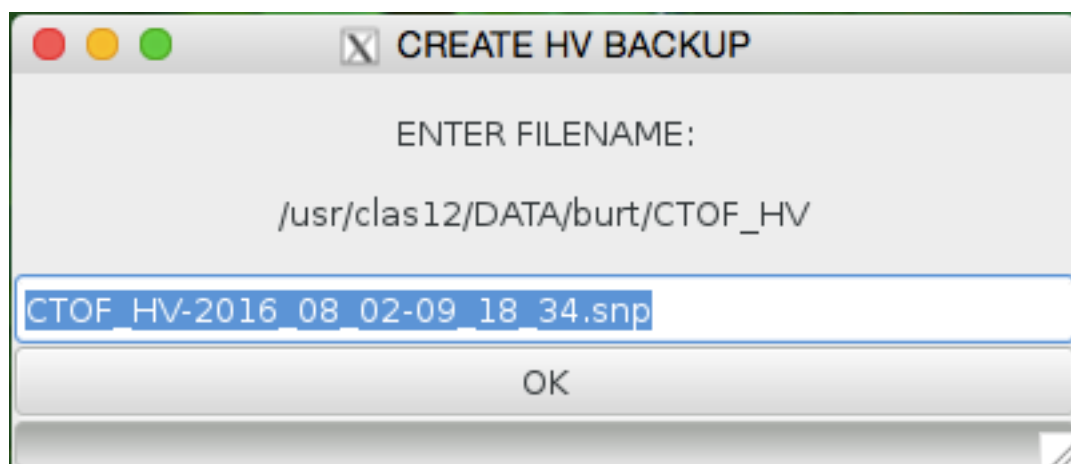 CREATE HV BACKUP
ENTER FILENAME:
/usr/clas12/DATA/burt/CTOF_HV
CTOF_HV-2016_08_02-09_18_34.snp
OK